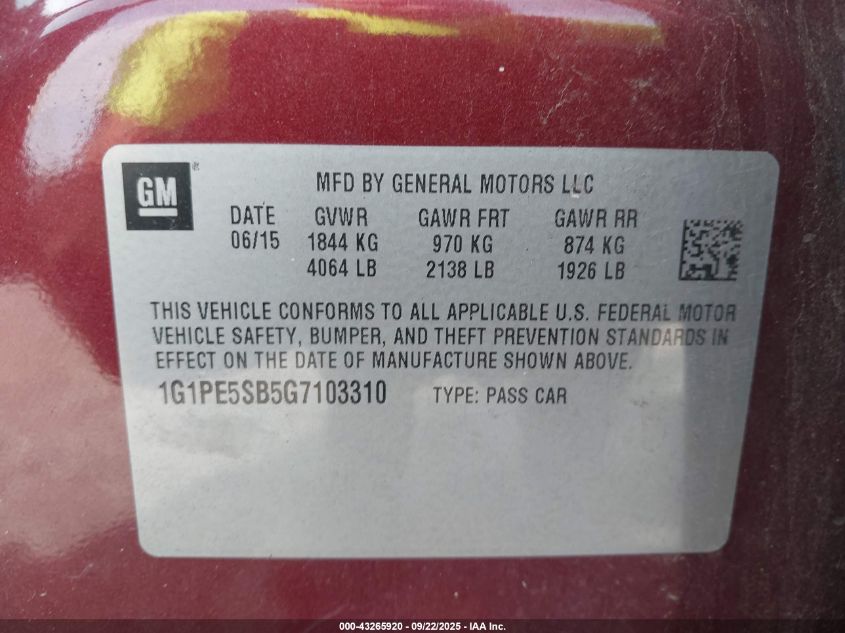 GM®
MFD BY GENERAL MOTORS LLC
DATE GVWR GAWR FRT GAWR RR
06/15 1844 KG 970 KG 874 KG
4064 LB 2138 LB 1926 LB
THIS VEHICLE CONFORMS TO ALL APPLICABLE U.S. FEDERAL MOTOR
VEHICLE SAFETY, BUMPER, AND THEFT PREVENTION STANDARDS IN
EFFECT ON THE DATE OF MANUFACTURE SHOWN ABOVE.
1G1PE5SB5G7103310 TYPE: PASS CAR
000-43265920 - 09/22/2025 - IAA Inc.